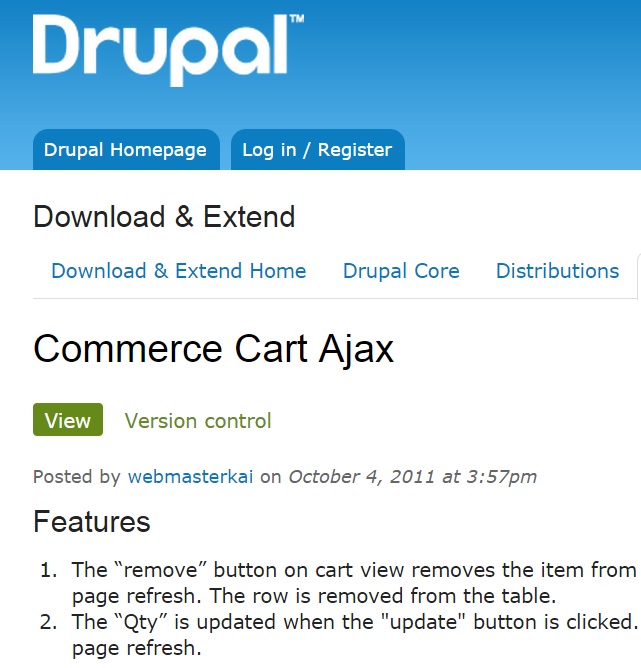 Drupal™
Drupal Homepage
Log in / Register
Download & Extend
Download & Extend Home
Drupal Core
Distributions
Commerce Cart Ajax
View
Version control
Posted by webmasterkai on October 4, 2011 at 3:57pm
Features
1. The “remove” button on cart view removes the item from
page refresh. The row is removed from the table.
2. The “Qty” is updated when the "update" button is clicked.
page refresh.